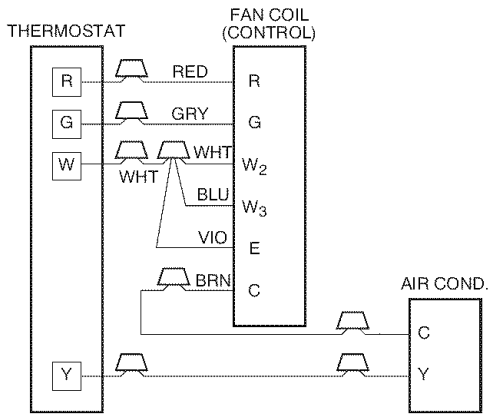 FAN COIL
(CONTROL)
THERMOSTAT
R RED R
G GRY G
W WHT WHT W2
BLU W3
VIO E
BRN C
AIR COND.
C
Y Y